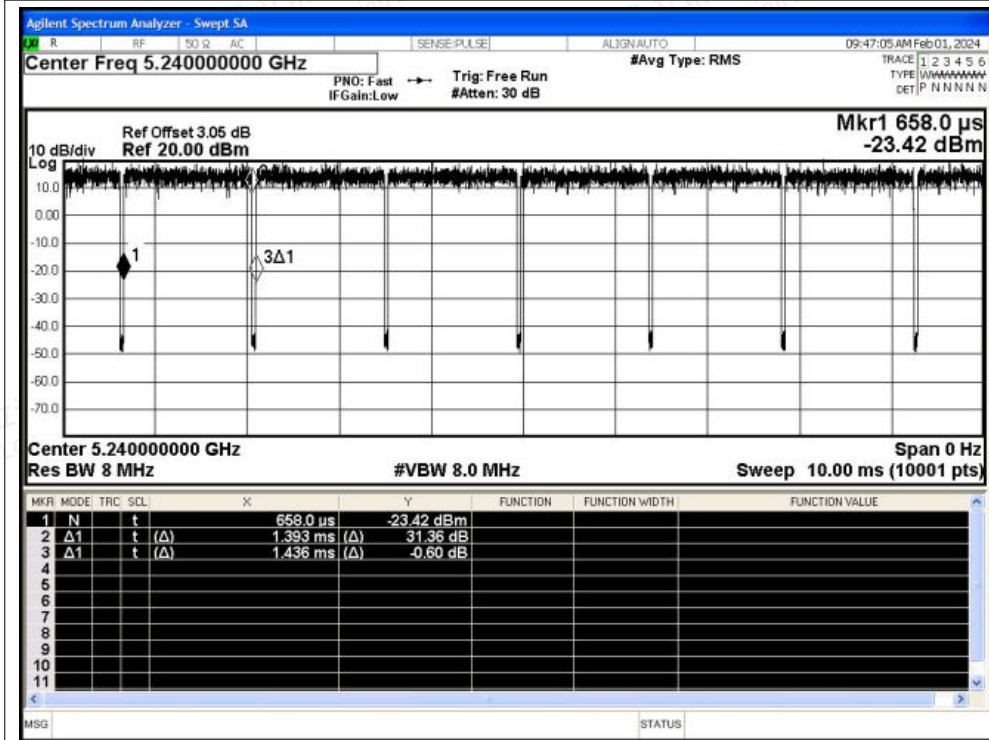 Agilent Spectrum Analyzer - Swept SA
LXI R RF 50 Ω AC SENSE:PULSE ALIGN AUTO 09:47:05 AM Feb 01, 2024
Center Freq 5.240000000 GHz #Avg Type: RMS TRACE 1 2 3 4 5 6
PNO: Fast Trig: Free Run TYPE WWWWWW
IFGain:Low #Atten: 30 dB DET P N N N N N
Mkr1 658.0 µs
Ref Offset 3.05 dB
10 dB/div Ref 20.00 dBm -23.42 dBm
Log
10.0
0.00
-10.0
1 3Δ1
-20.0
-30.0
-40.0
-50.0
-60.0
-70.0
Center 5.240000000 GHz Span 0 Hz
Res BW 8 MHz #VBW 8.0 MHz Sweep 10.00 ms (10001 pts)
MKR MODE TRC SCL X Y FUNCTION FUNCTION WIDTH FUNCTION VALUE
1 N t 658.0 µs -23.42 dBm
2 Δ1 t (Δ) 1.393 ms (Δ) 31.36 dB
3 Δ1 t (Δ) 1.436 ms (Δ) -0.60 dB
4
5
6
7
8
9
10
11
MSG STATUS